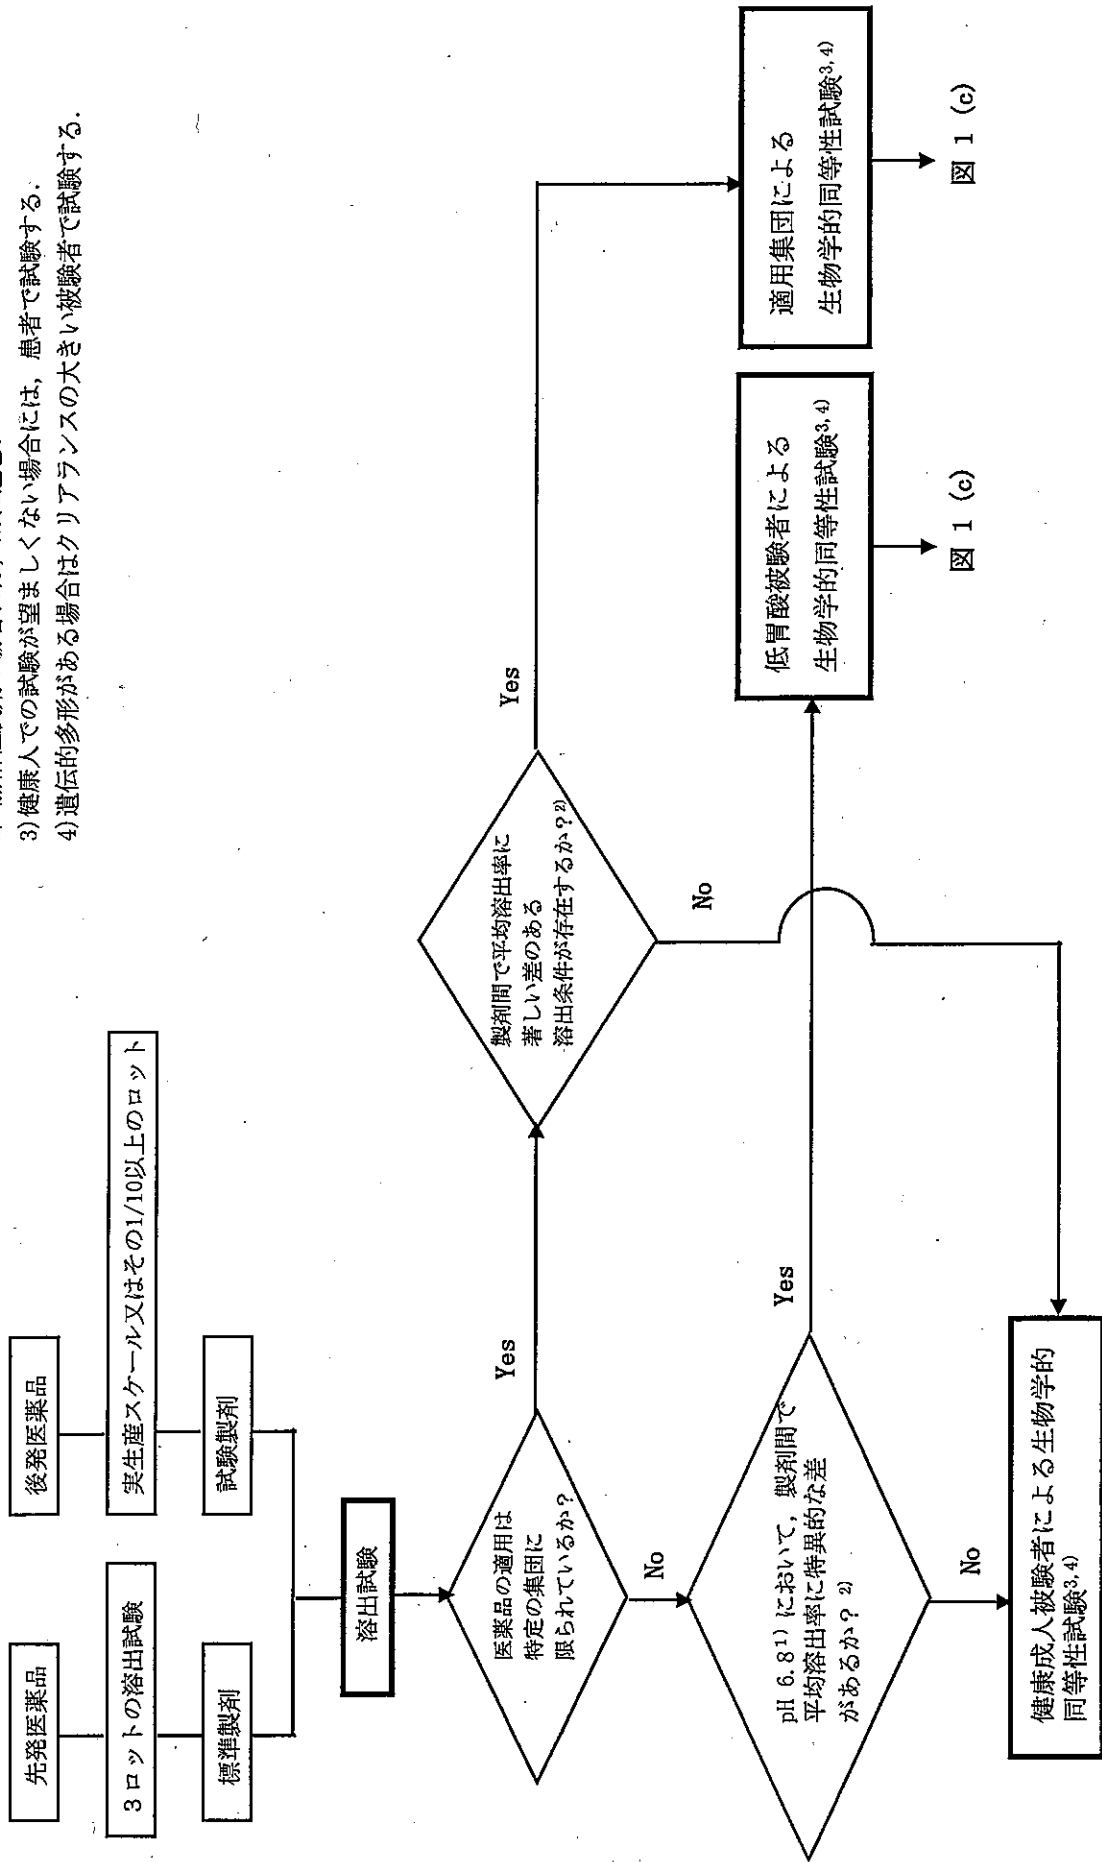 3)健康人での試験が望ましくない場合には，患者で試験する．
4)遺伝的多形がある場合はクリアランスの大きい被験者で試験する．
先発医薬品
後発医薬品
3ロットの溶出試験
実生産スケール又はその1/10以上のロット
標準製剤
試験製剤
溶出試験
医薬品の適用は
特定の集団に
限られているか？
Yes
製剤間で平均溶出率に
著しい差のある
溶出条件が存在するか？2)
Yes
No
No
pH 6.81) において，製剤間で
平均溶出率に特異的な差
があるか？ 2)
Yes
低胃酸被験者による
生物学的同等性試験3,4)
適用集団による
生物学的同等性試験3,4)
図 1 (c)
図 1 (c)
No
健康成人被験者による生物学的
同等性試験3,4)